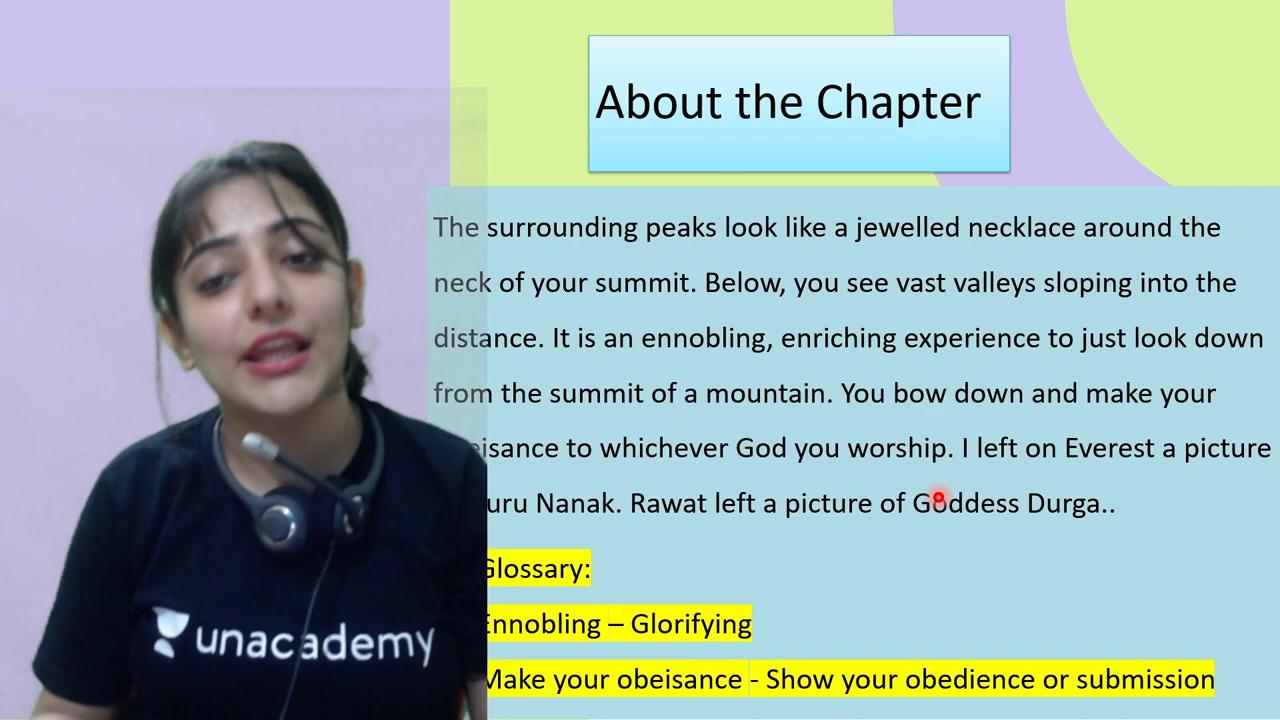 About the Chapter
The surrounding peaks look like a jewelled necklace around the
neck of your summit. Below, you see vast valleys sloping into the
distance. It is an ennobling, enriching experience to just look down
from the summit of a mountain. You bow down and make your
obeisance to whichever God you worship. I left on Everest a picture
Guru Nanak. Rawat left a picture of Goddess Durga..
Glossary:
Ennobling – Glorifying
Make your obeisance - Show your obedience or submission
unacademy